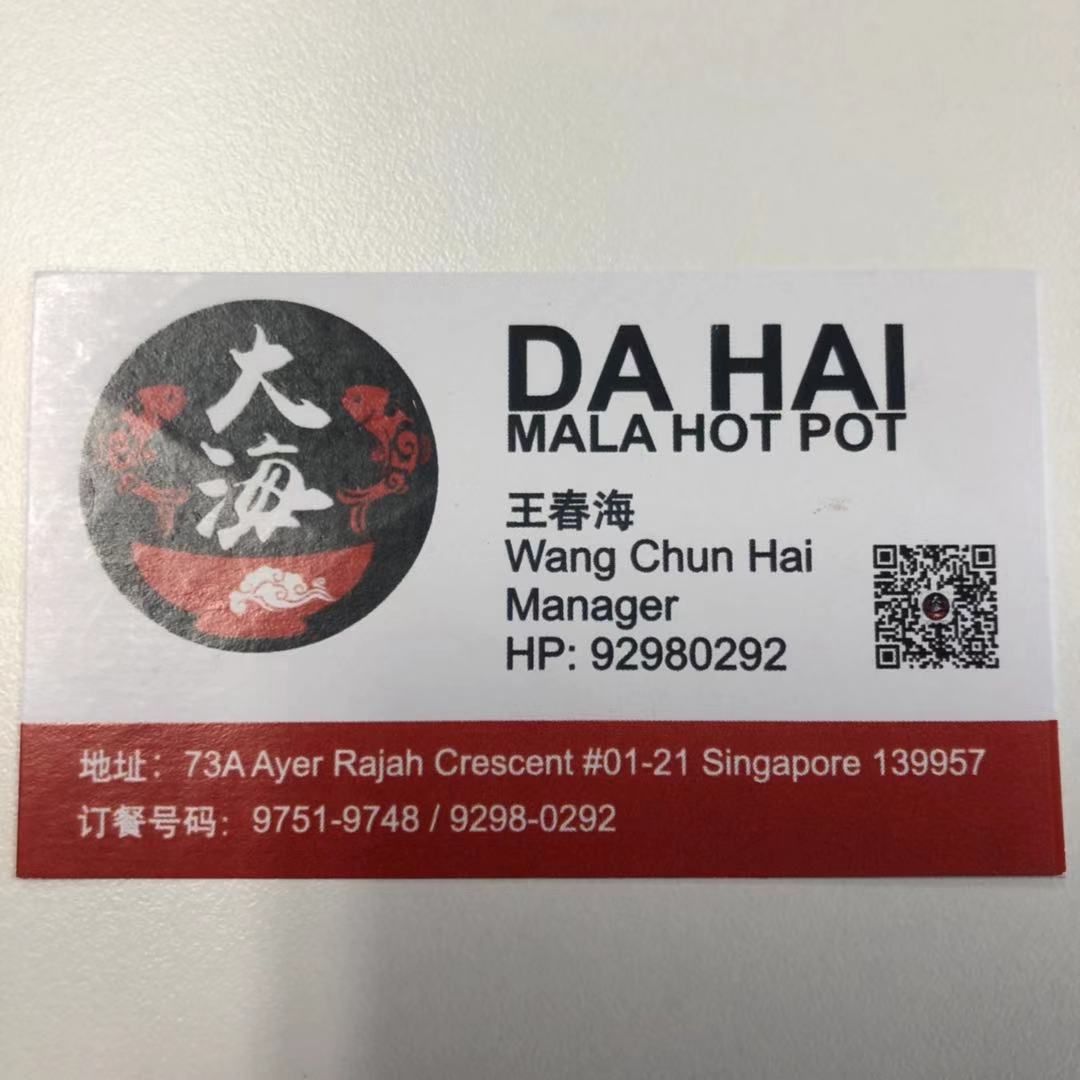 大
海
DA HAI
MALA HOT POT
王春海
Wang Chun Hai
Manager
HP: 92980292
地址：73A Ayer Rajah Crescent #01-21 Singapore 139957
订餐号码：9751-9748 / 9298-0292